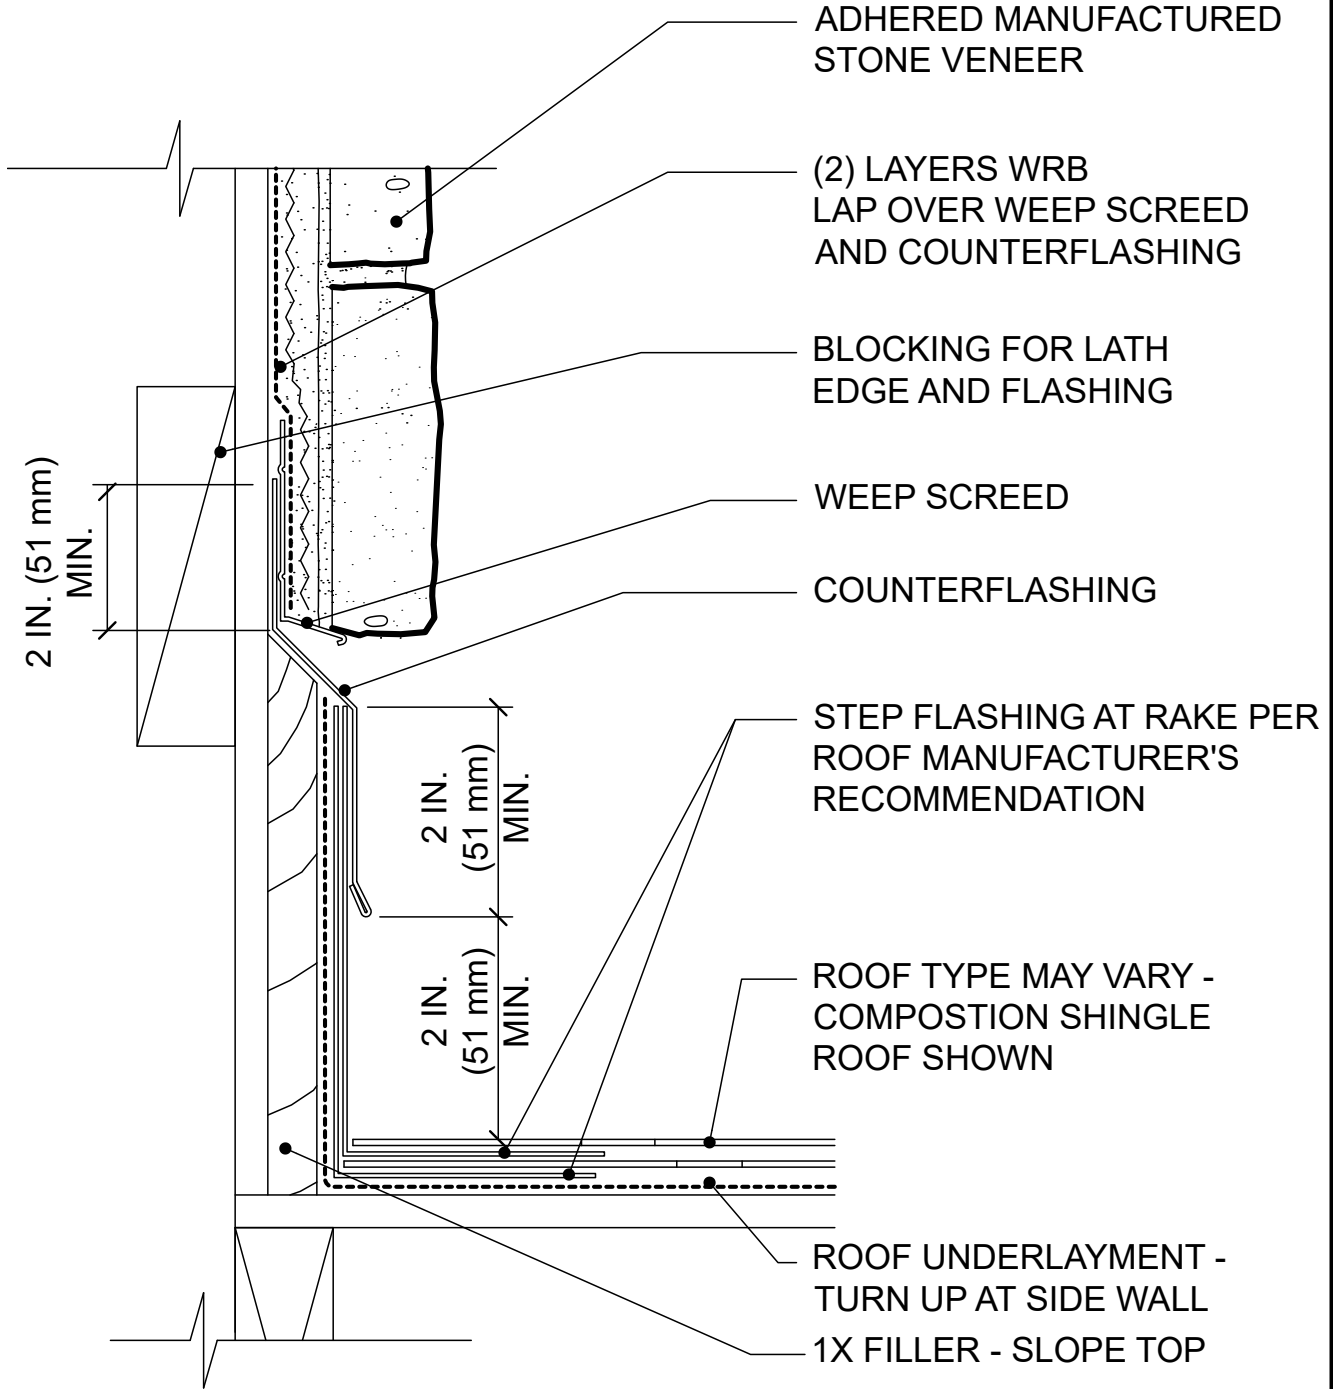 ADHERED MANUFACTURED
STONE VENEER
(2) LAYERS WRB
LAP OVER WEEP SCREED
AND COUNTERFLASHING
BLOCKING FOR LATH
EDGE AND FLASHING
2 IN. (51 mm)
MIN.
WEEP SCREED
COUNTERFLASHING
STEP FLASHING AT RAKE PER
ROOF MANUFACTURER'S
RECOMMENDATION
2 IN.
(51 mm)
MIN.
2 IN.
(51 mm)
MIN.
ROOF TYPE MAY VARY -
COMPOSTION SHINGLE
ROOF SHOWN
ROOF UNDERLAYMENT -
TURN UP AT SIDE WALL
1X FILLER - SLOPE TOP